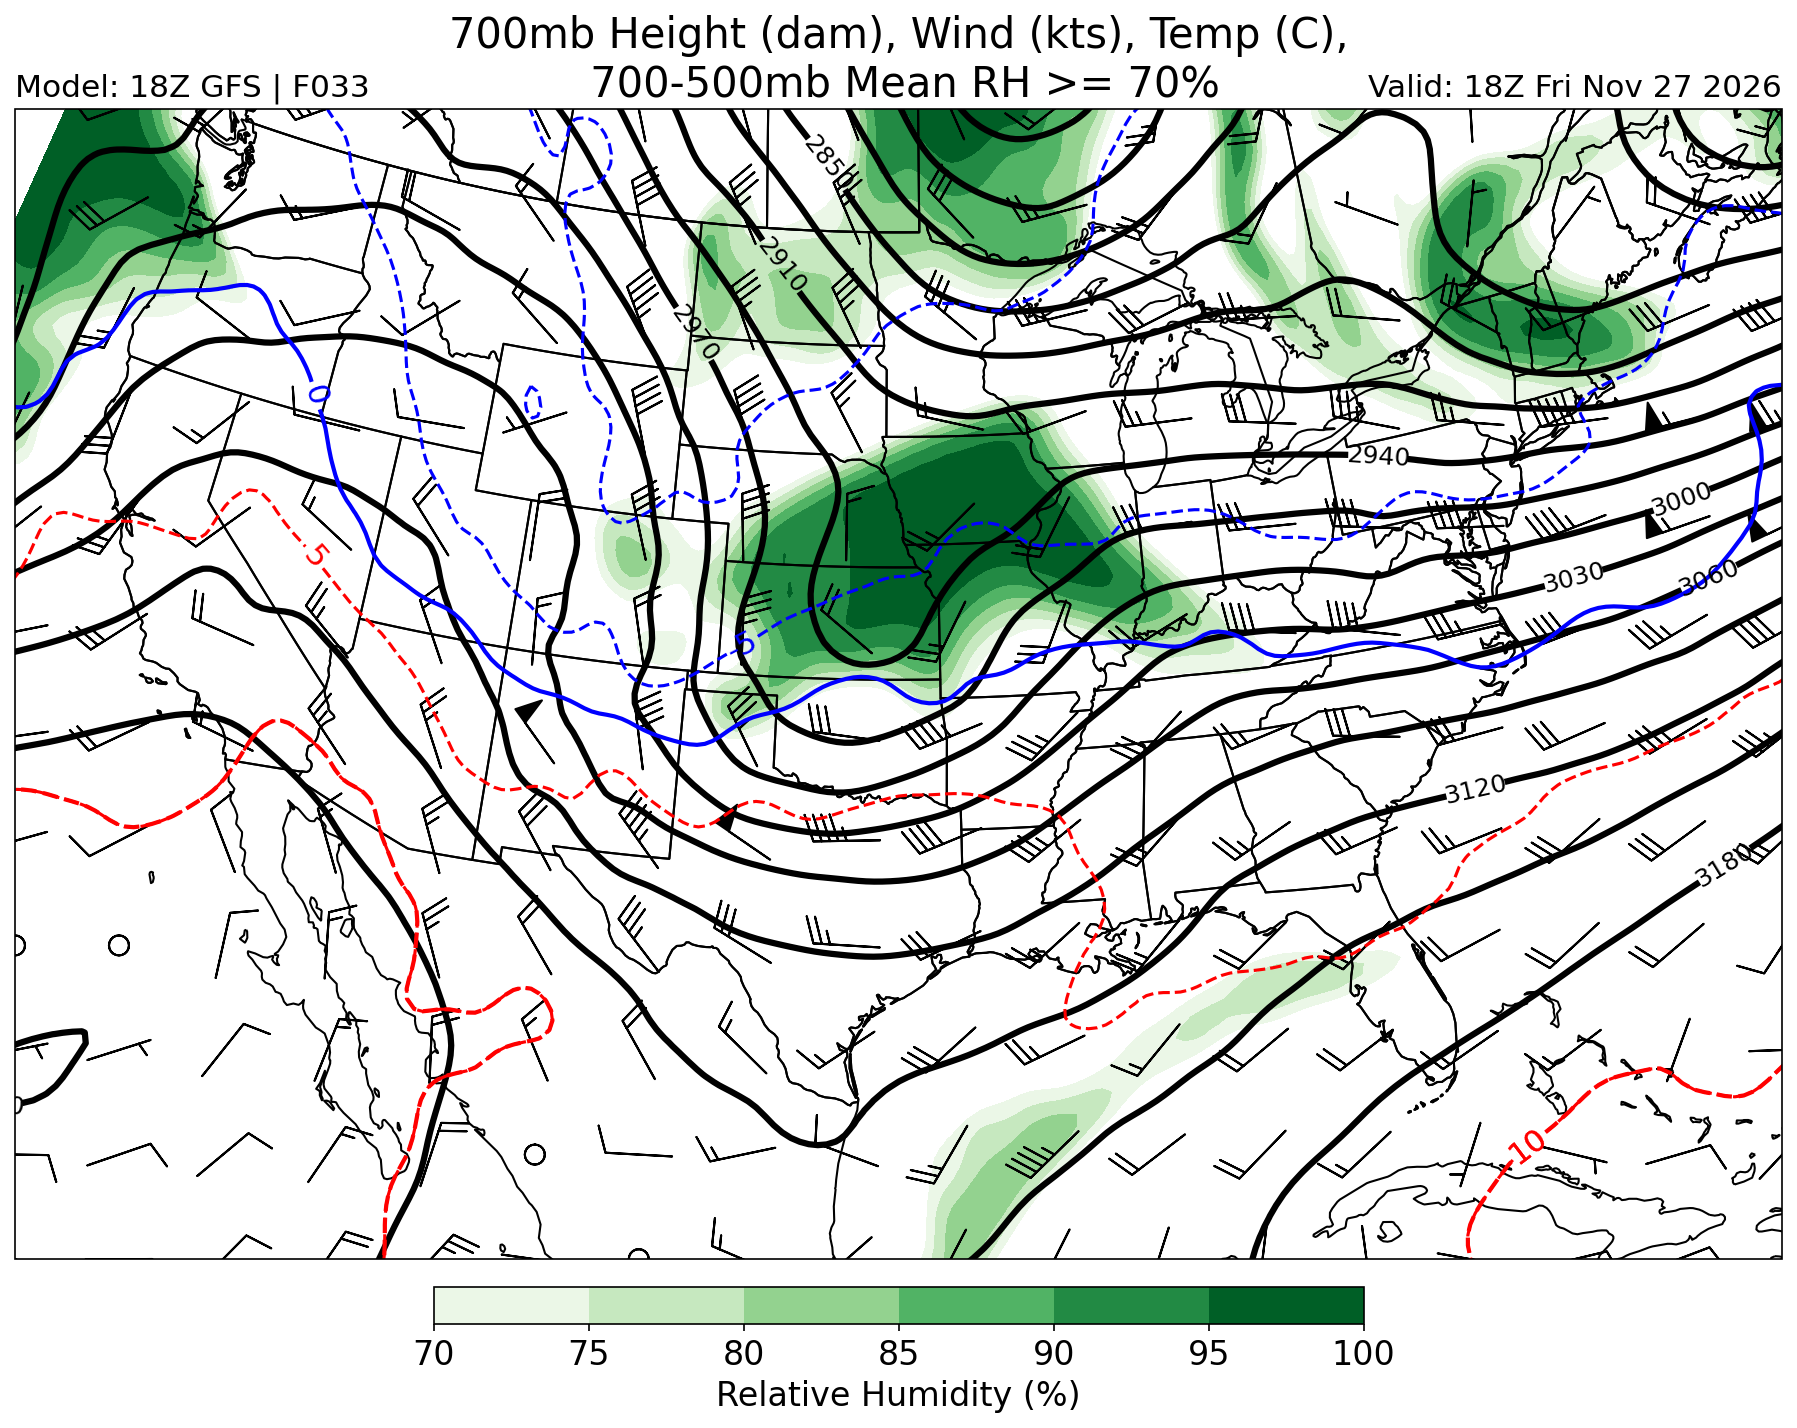 700mb Height (dam), Wind (kts), Temp (C),
700-500mb Mean RH >= 70%
Model: 18Z GFS | F033
Valid: 18Z Fri Nov 27 2026
2850
2910
2970
0
2940
3000
5
3030
3060
-5
3120
3180
10
70 75 80 85 90 95 100
Relative Humidity (%)